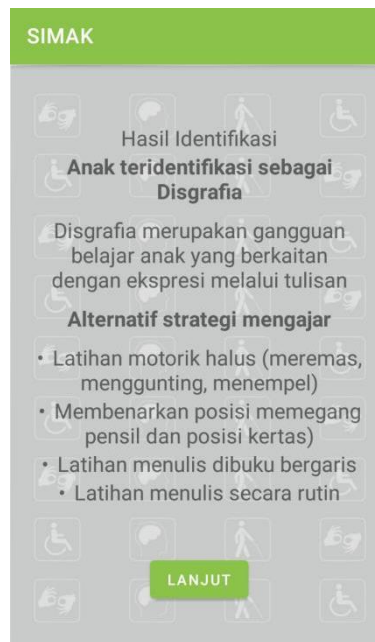 SIMAK
Hasil Identifikasi
Anak teridentifikasi sebagai
Disgrafia
Disgrafia merupakan gangguan
belajar anak yang berkaitan
dengan ekspresi melalui tulisan
Alternatif strategi mengajar
• Latihan motorik halus (meremas,
menggunting, menempel)
• Membenarkan posisi memegang
pensil dan posisi kertas)
• Latihan menulis dibuku bergaris
• Latihan menulis secara rutin
LANJUT